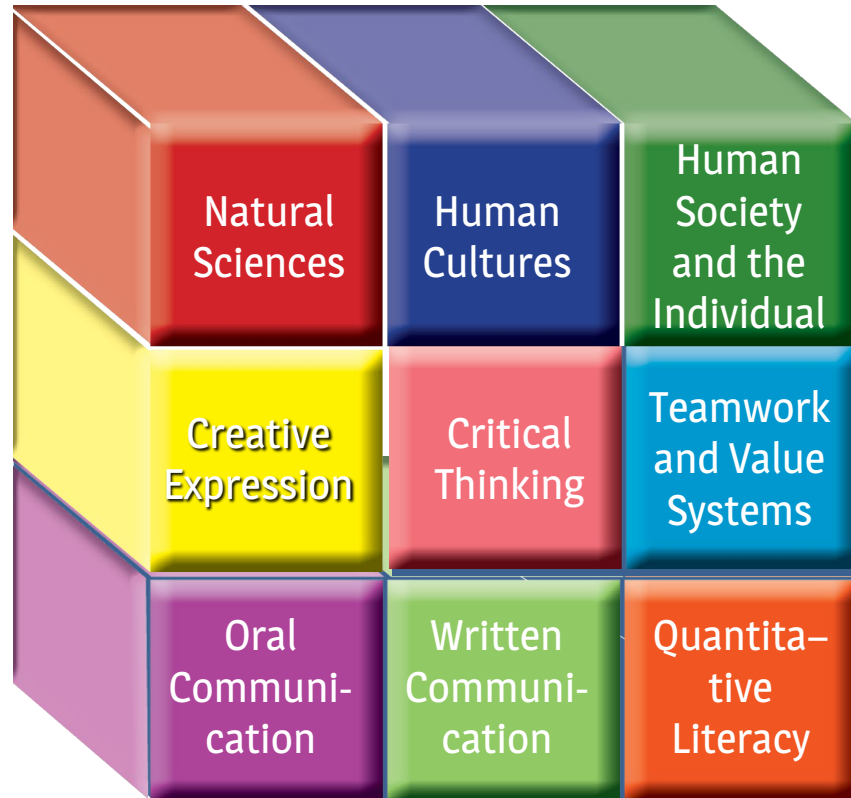 Natural
Sciences
Human
Cultures
Human
Society
and the
Individual
Creative
Expression
Critical
Thinking
Teamwork
and Value
Systems
Oral
Communi-
cation
Written
Communi-
cation
Quantita–
tive
Literacy